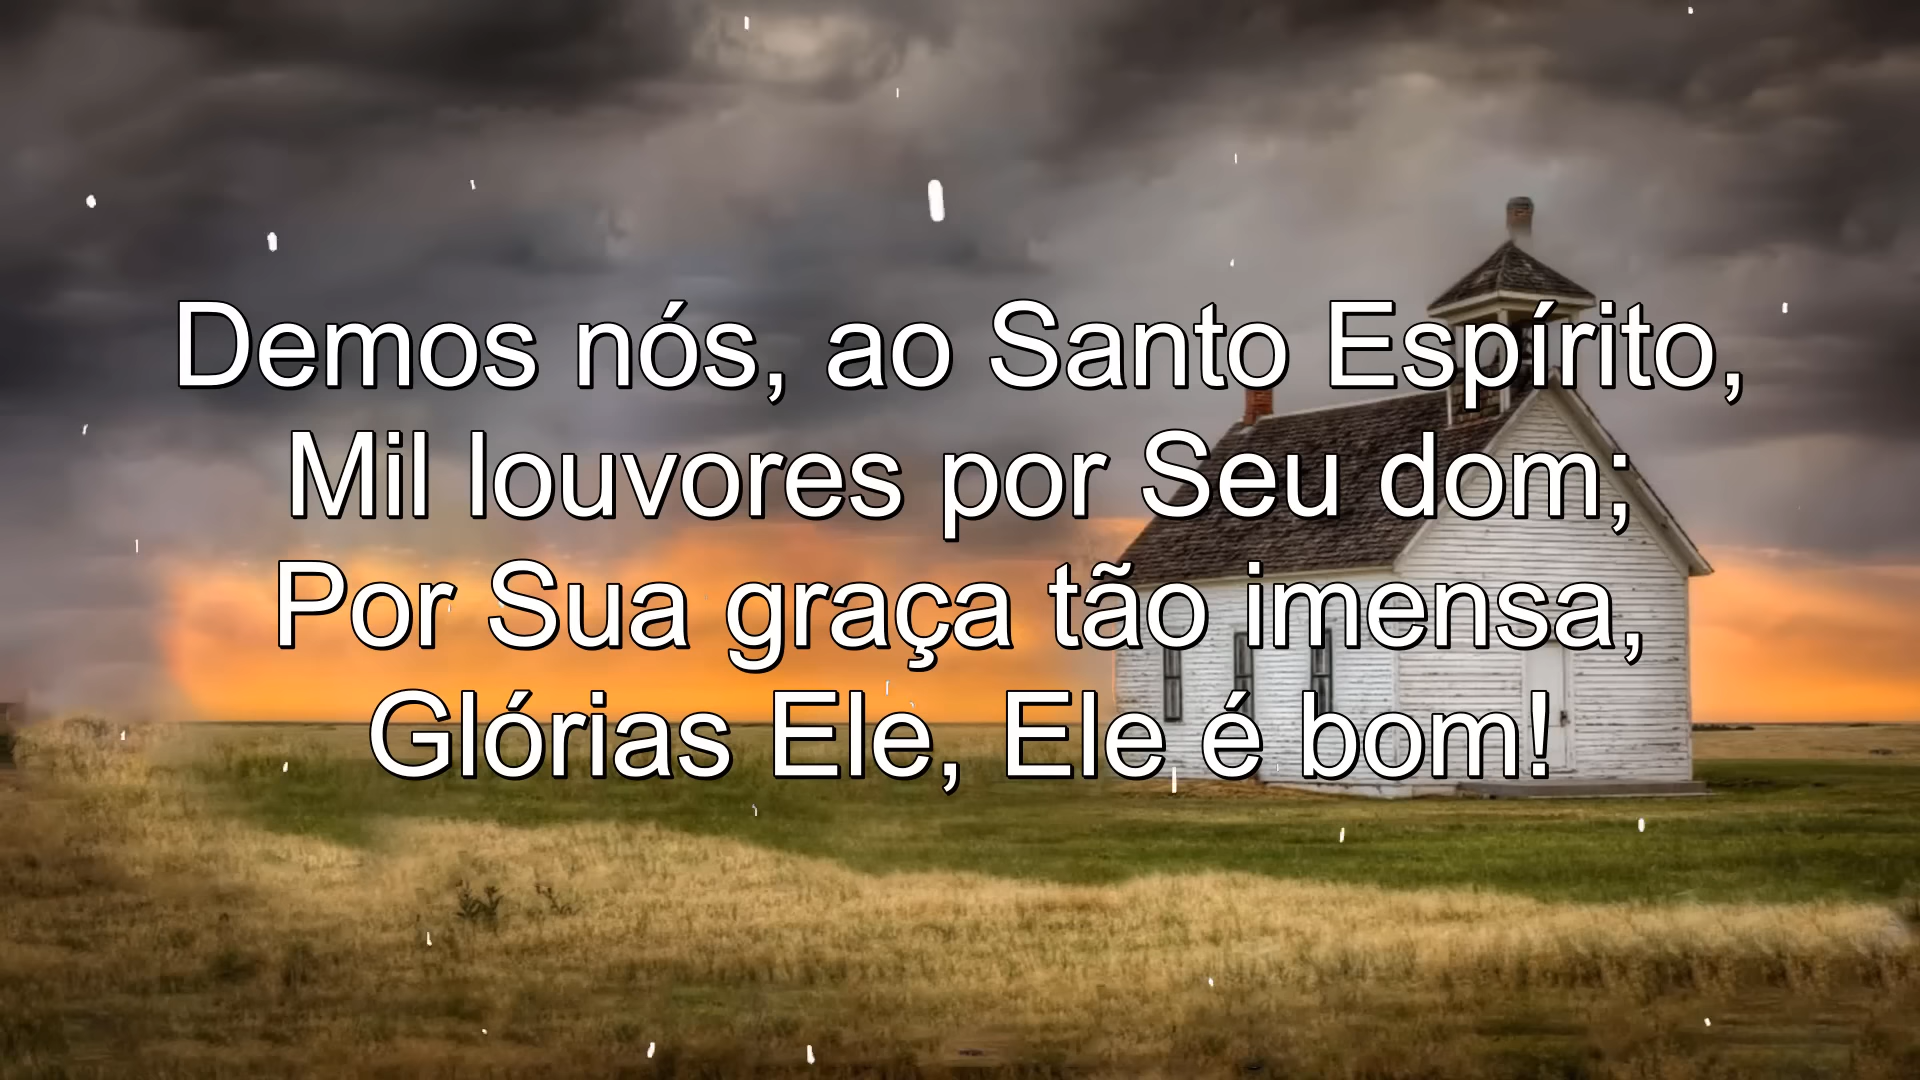 Demos nós, ao Santo Espírito,
Mil louvores por Seu dom;
Por Sua graça tão imensa,
Glórias Ele, Ele é bom!